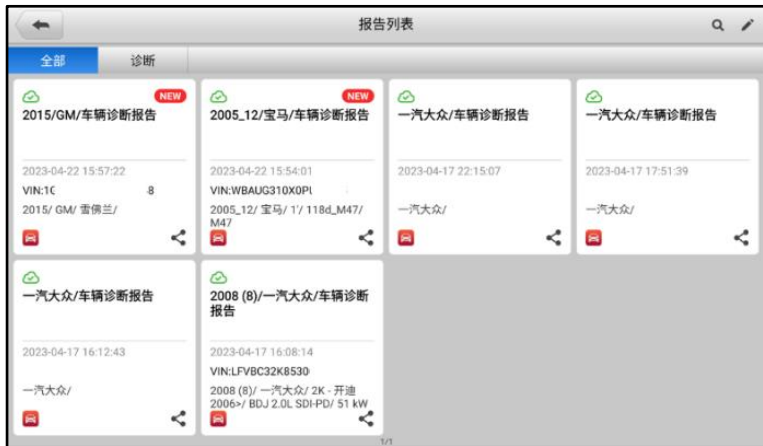 报告列表
全部
诊断
NEW
2015/GM/车辆诊断报告
2023-04-22 15:57:22
VIN:1C 8
2015/ GM/ 雪佛兰/
NEW
2005_12/宝马/车辆诊断报告
2023-04-22 15:54:01
VIN:WBAUG310X0P
2005_12/ 宝马/ 1'/ 118d_M47/
M47
一汽大众/车辆诊断报告
2023-04-17 22:15:07
一汽大众/
一汽大众/车辆诊断报告
2023-04-17 17:51:39
一汽大众/
一汽大众/车辆诊断报告
2023-04-17 16:12:43
一汽大众/
2008 (8)/一汽大众/车辆诊断
报告
2023-04-17 16:08:14
VIN:LFVBC32K8530
2008 (8)/ 一汽大众/ 2K - 开迪
2006>/ BDJ 2.0L SDI-PD/ 51 kW
1/1